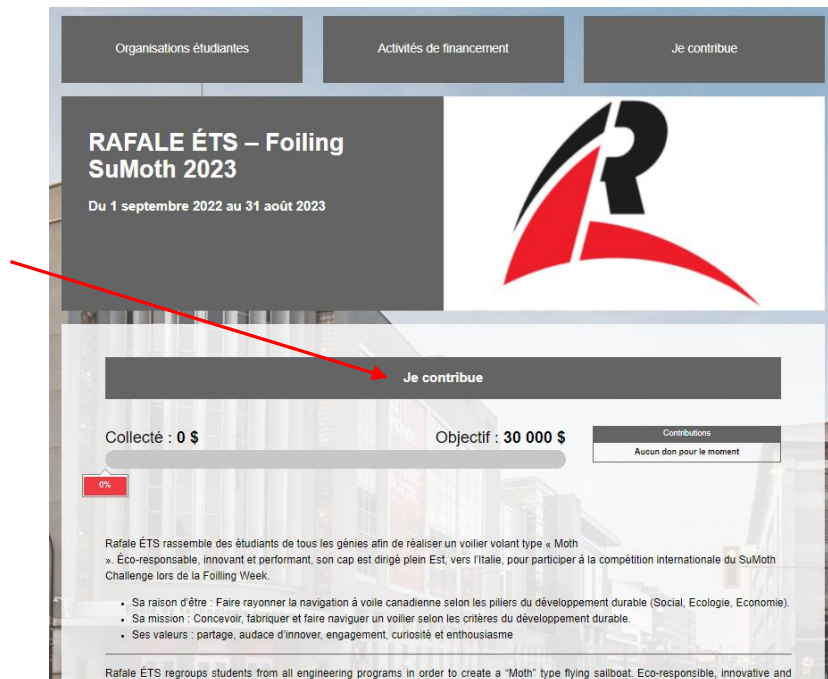 Organisations étudiantes
Activités de financement
Je contribue
RAFALE ÉTS – Foiling
SuMoth 2023
Du 1 septembre 2022 au 31 août 2023
R
Je contribue
Collecté : 0 $
Objectif : 30 000 $
Contributions
Aucun don pour le moment
0%
Rafale ÉTS rassemble des étudiants de tous les génies afin de réaliser un voilier volant type « Moth
». Éco-responsable, innovant et performant, son cap est dirigé plein Est, vers l'Italie, pour participer à la compétition internationale du SuMoth
Challenge lors de la Foilling Week.
• Sa raison d'être : Faire rayonner la navigation à voile canadienne selon les piliers du développement durable (Social, Ecologie, Economie).
• Sa mission : Concevoir, fabriquer et faire naviguer un voilier selon les critères du développement durable.
• Ses valeurs : partage, audace d'innover, engagement, curiosité et enthousiasme
Rafale ÉTS regroups students from all engineering programs in order to create a "Moth" type flying sailboat. Eco-responsible, innovative and